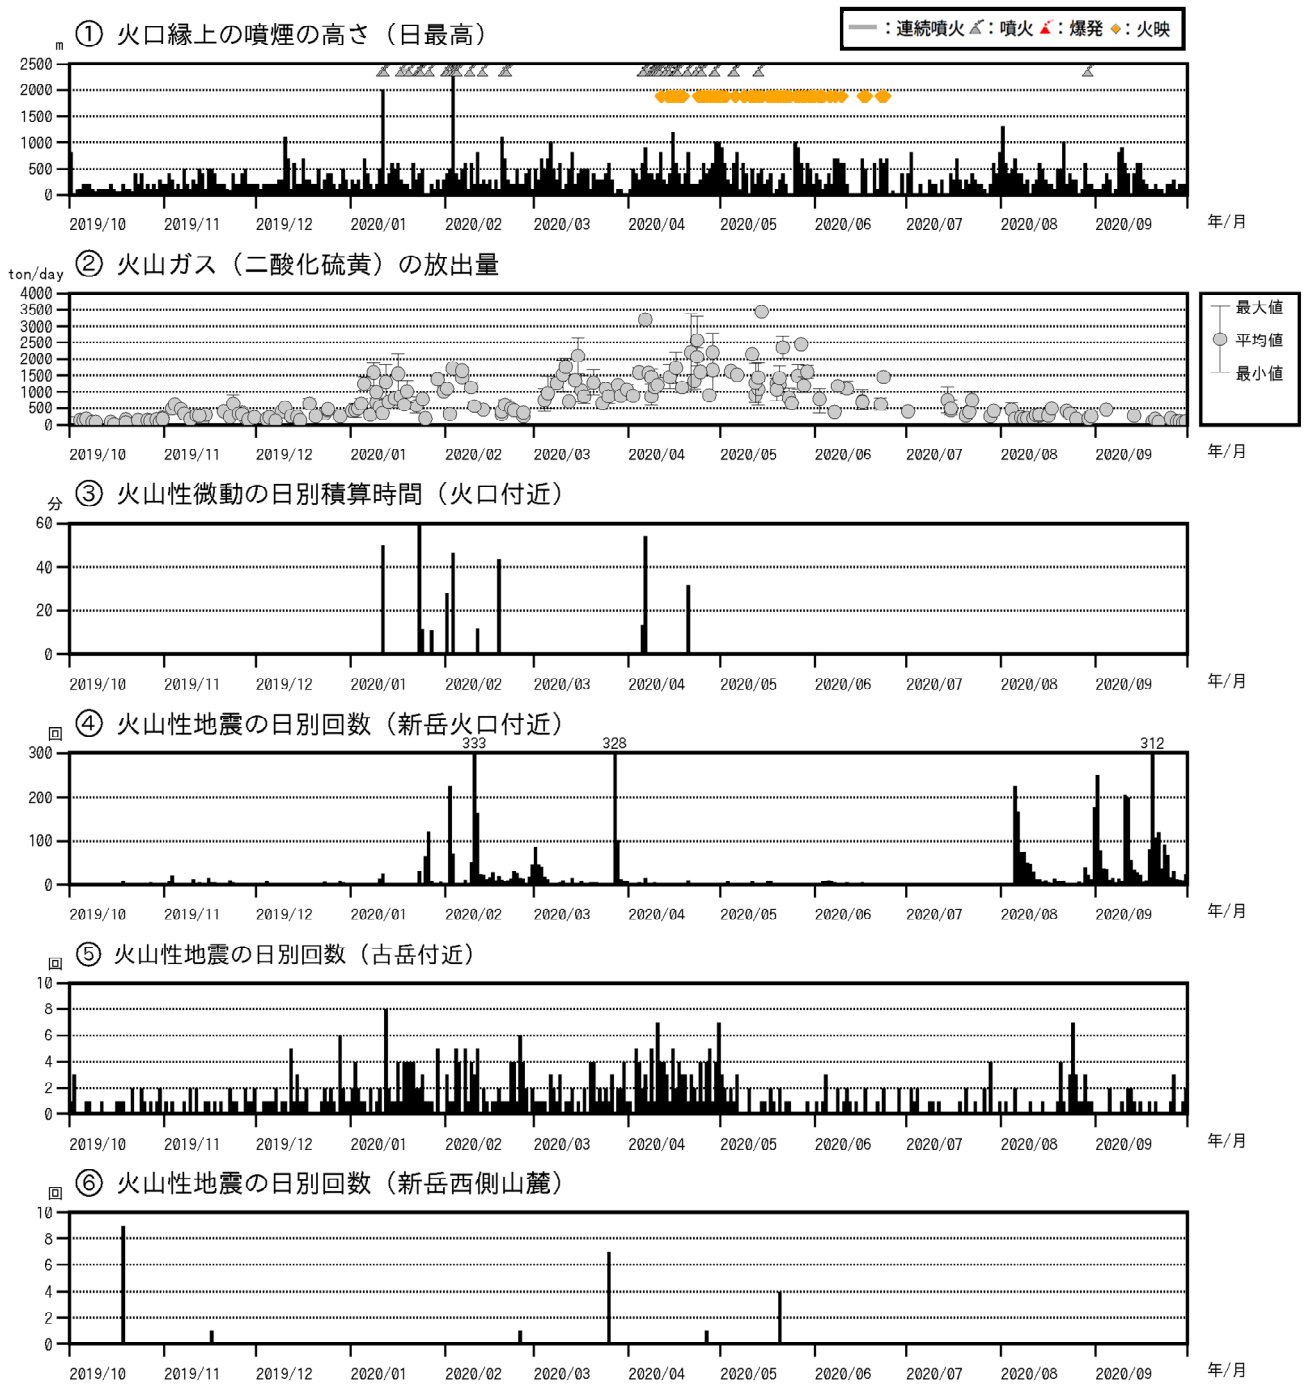 ① 火口縁上の噴煙の高さ（日最高）
：連続噴火 ：噴火 ：爆発 ：火映
m
2500
2000
1500
1000
500
0
2019/10 2019/11 2019/12 2020/01 2020/02 2020/03 2020/04 2020/05 2020/06 2020/07 2020/08 2020/09 年/月
② 火山ガス（二酸化硫黄）の放出量
ton/day
4000
3500
3000
2500
2000
1500
1000
500
0
最大値
平均値
最小値
2019/10 2019/11 2019/12 2020/01 2020/02 2020/03 2020/04 2020/05 2020/06 2020/07 2020/08 2020/09 年/月
③ 火山性微動の日別積算時間（火口付近）
分
60
40
20
0
2019/10 2019/11 2019/12 2020/01 2020/02 2020/03 2020/04 2020/05 2020/06 2020/07 2020/08 2020/09 年/月
④ 火山性地震の日別回数（新岳火口付近）
回
333 328 312
300
200
100
0
2019/10 2019/11 2019/12 2020/01 2020/02 2020/03 2020/04 2020/05 2020/06 2020/07 2020/08 2020/09 年/月
⑤ 火山性地震の日別回数（古岳付近）
回
10
8
6
4
2
0
2019/10 2019/11 2019/12 2020/01 2020/02 2020/03 2020/04 2020/05 2020/06 2020/07 2020/08 2020/09 年/月
⑥ 火山性地震の日別回数（新岳西側山麓）
回
10
8
6
4
2
0
2019/10 2019/11 2019/12 2020/01 2020/02 2020/03 2020/04 2020/05 2020/06 2020/07 2020/08 2020/09 年/月